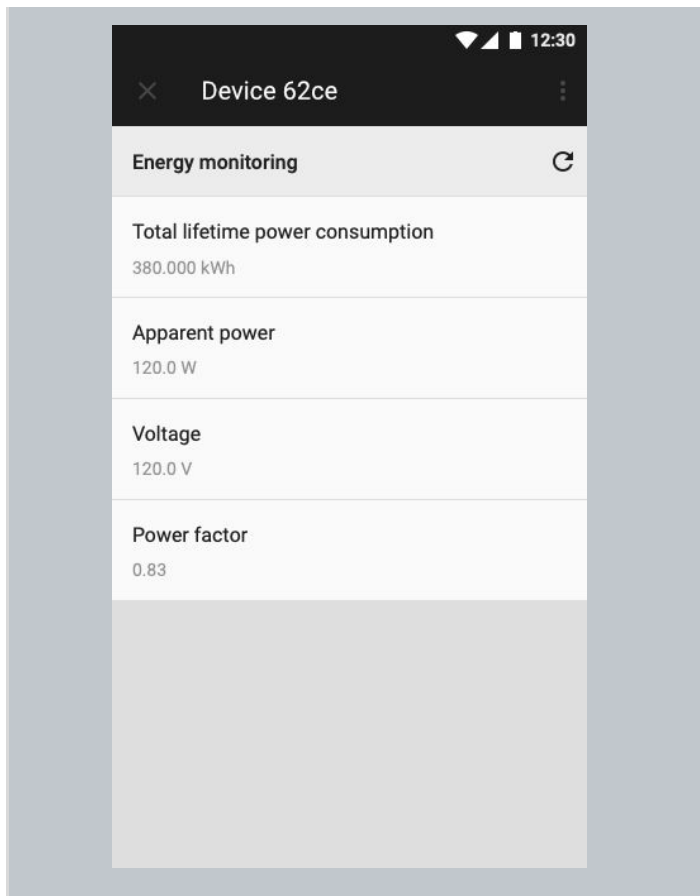 12:30
Device 62ce
Energy monitoring
Total lifetime power consumption
380.000 kWh
Apparent power
120.0 W
Voltage
120.0 V
Power factor
0.83